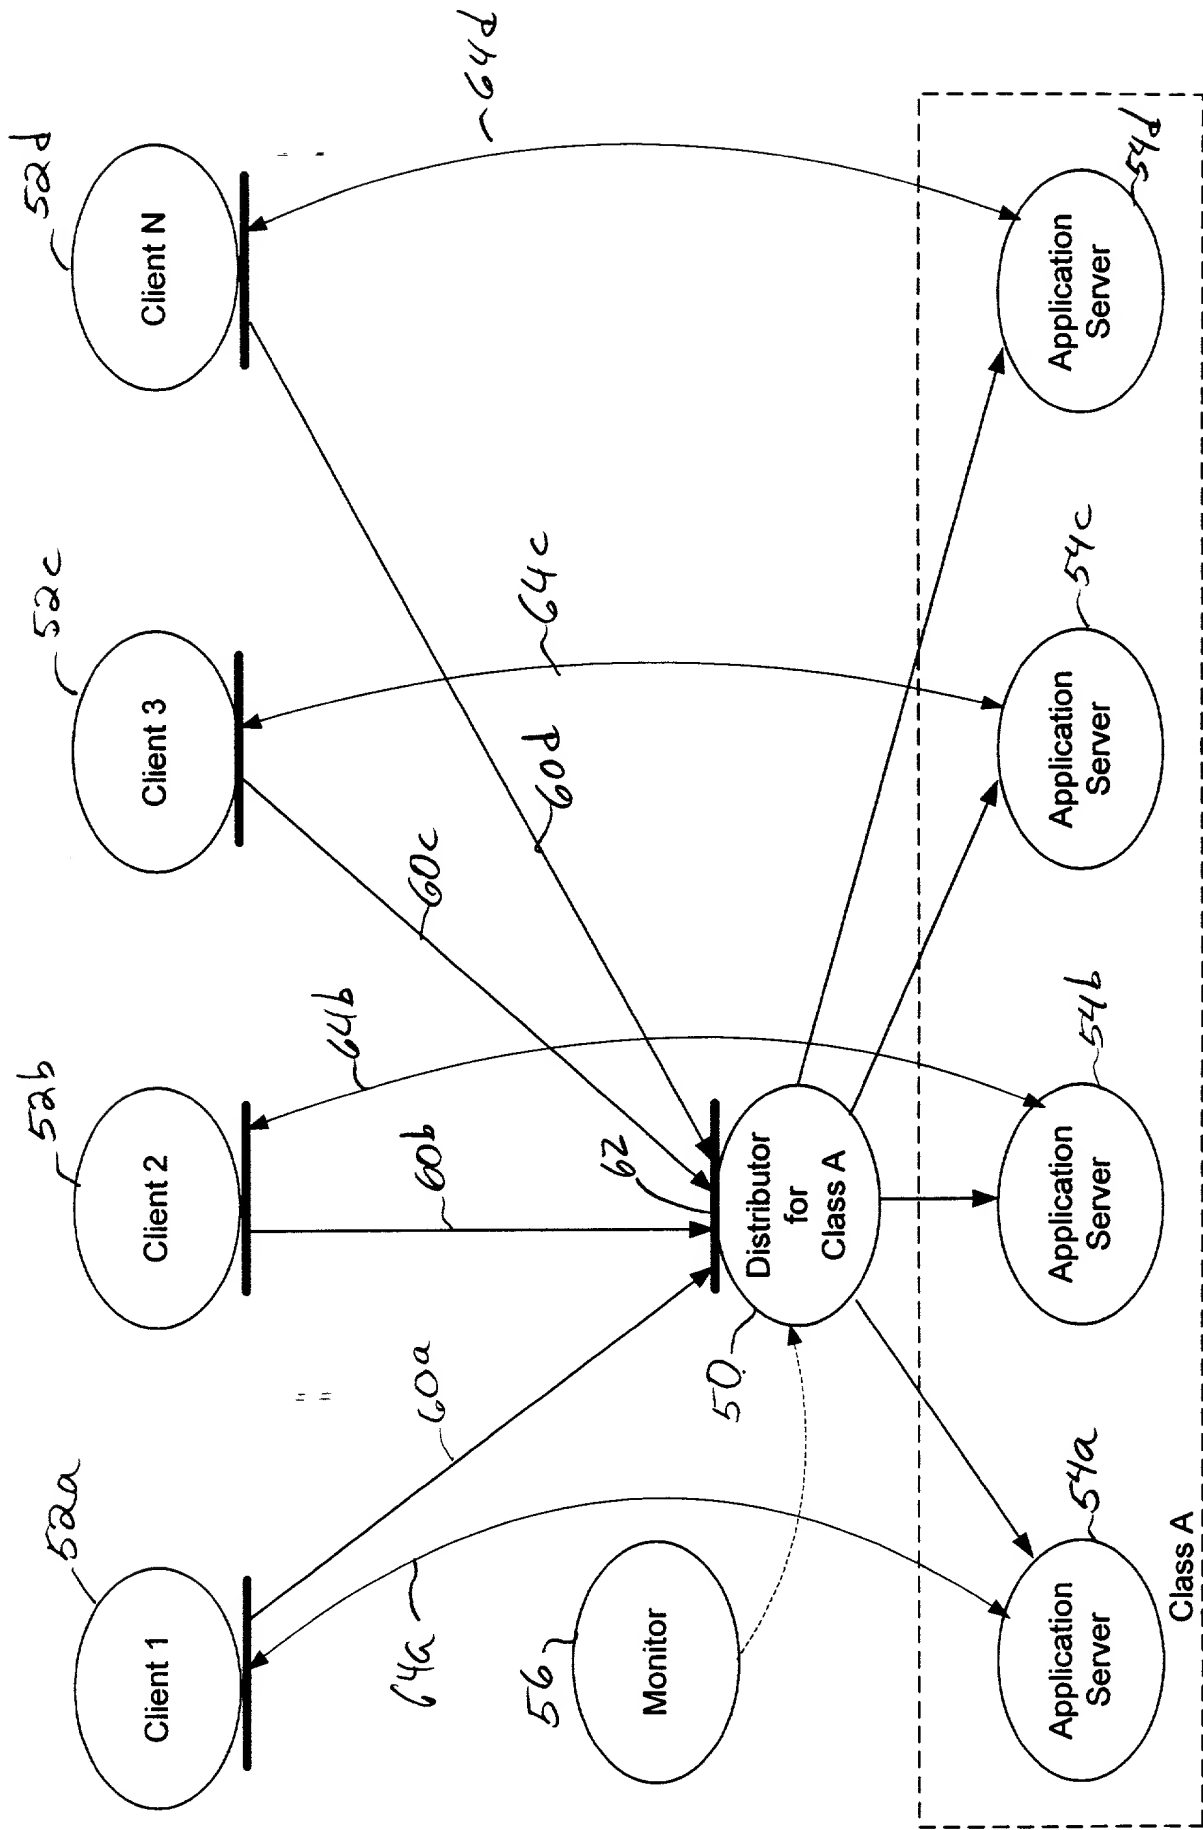 52a
52b
52c
52d
Client 1
Client 2
Client 3
Client N
60a
64a
60b
64b
60c
64c
60d
64d
62
56
Monitor
50
Distributor
for
Class A
54a
54b
54c
54d
Application
Server
Application
Server
Application
Server
Application
Server
Class A